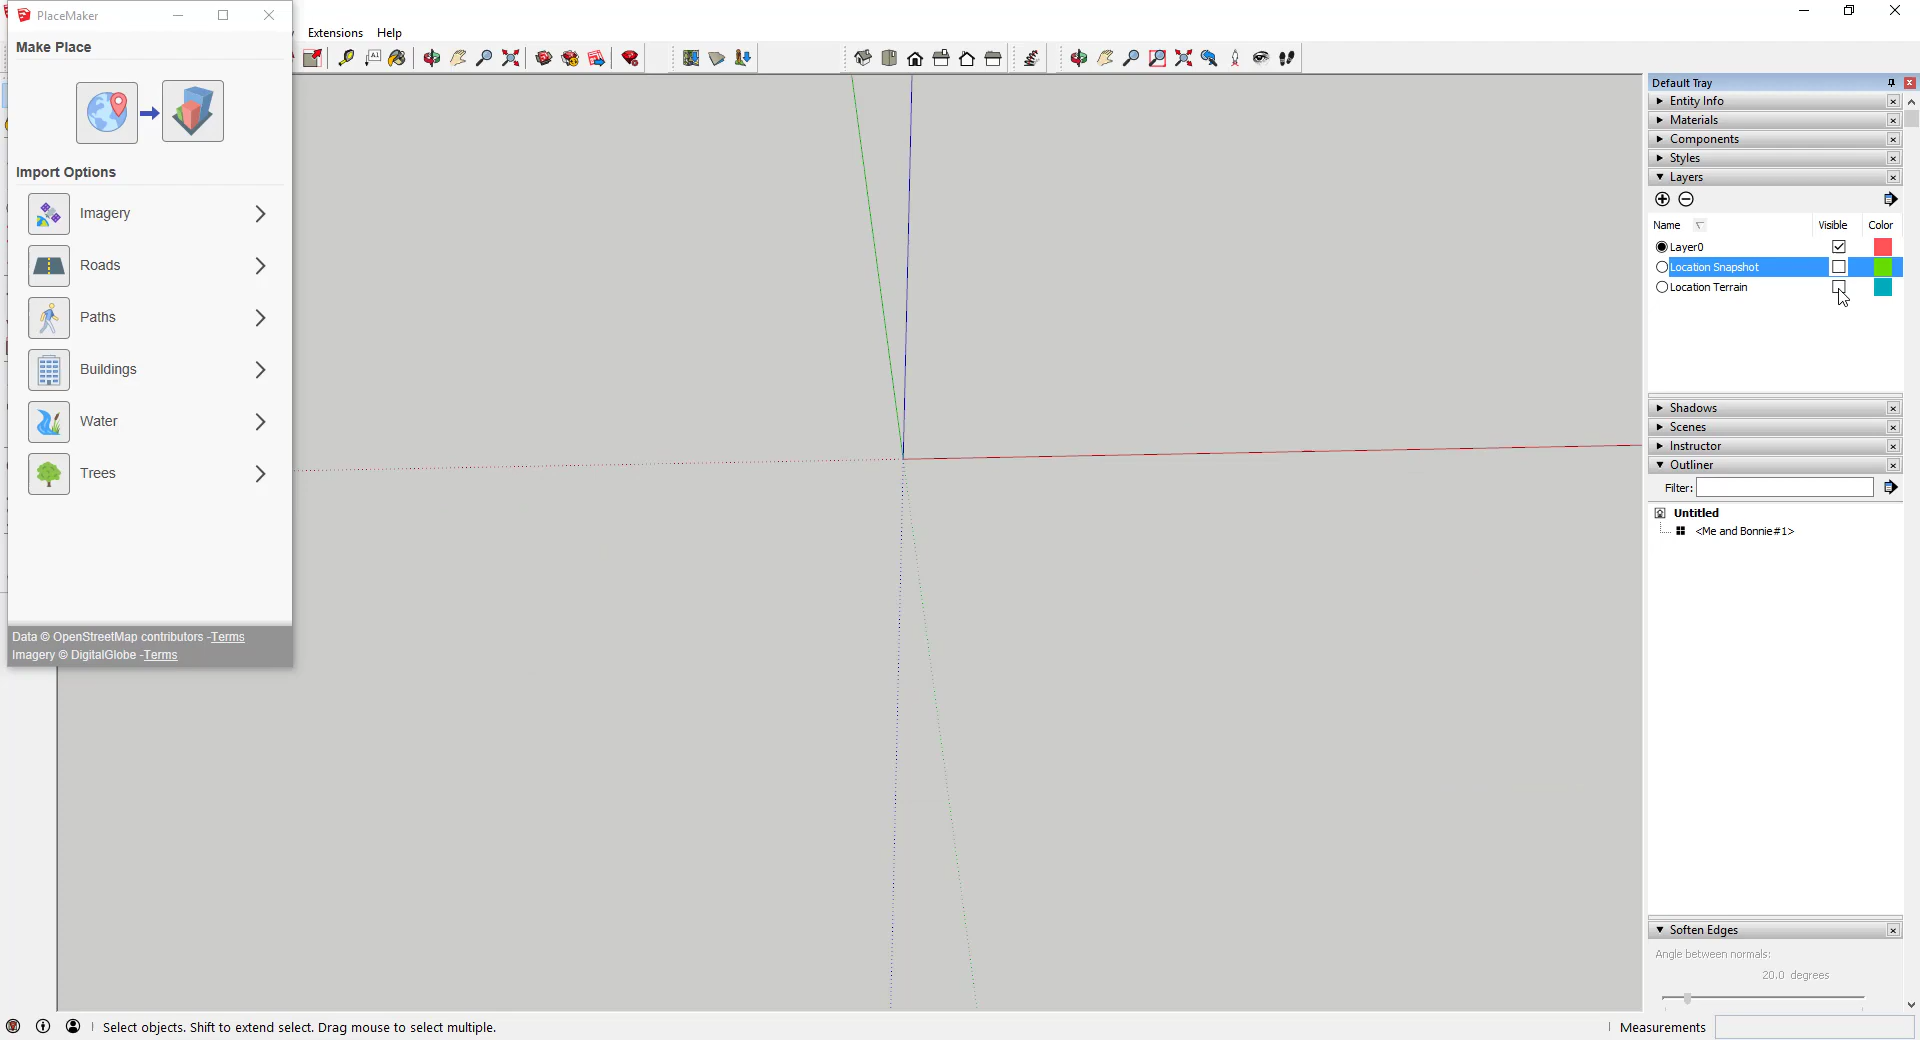 PlaceMaker
Extensions Help
Make Place
Import Options
Imagery
Roads
Paths
Buildings
Water
Trees
Data © OpenStreetMap contributors -Terms
Imagery © DigitalGlobe -Terms
Default Tray
Entity Info
Materials
Components
Styles
Layers
Name Visible Color
Layer0
Location Snapshot
Location Terrain
Shadows
Scenes
Instructor
Outliner
Filter:
Untitled
<Me and Bonnie#1>
Soften Edges
Angle between normals:
20.0 degrees
Select objects. Shift to extend select. Drag mouse to select multiple.
Measurements